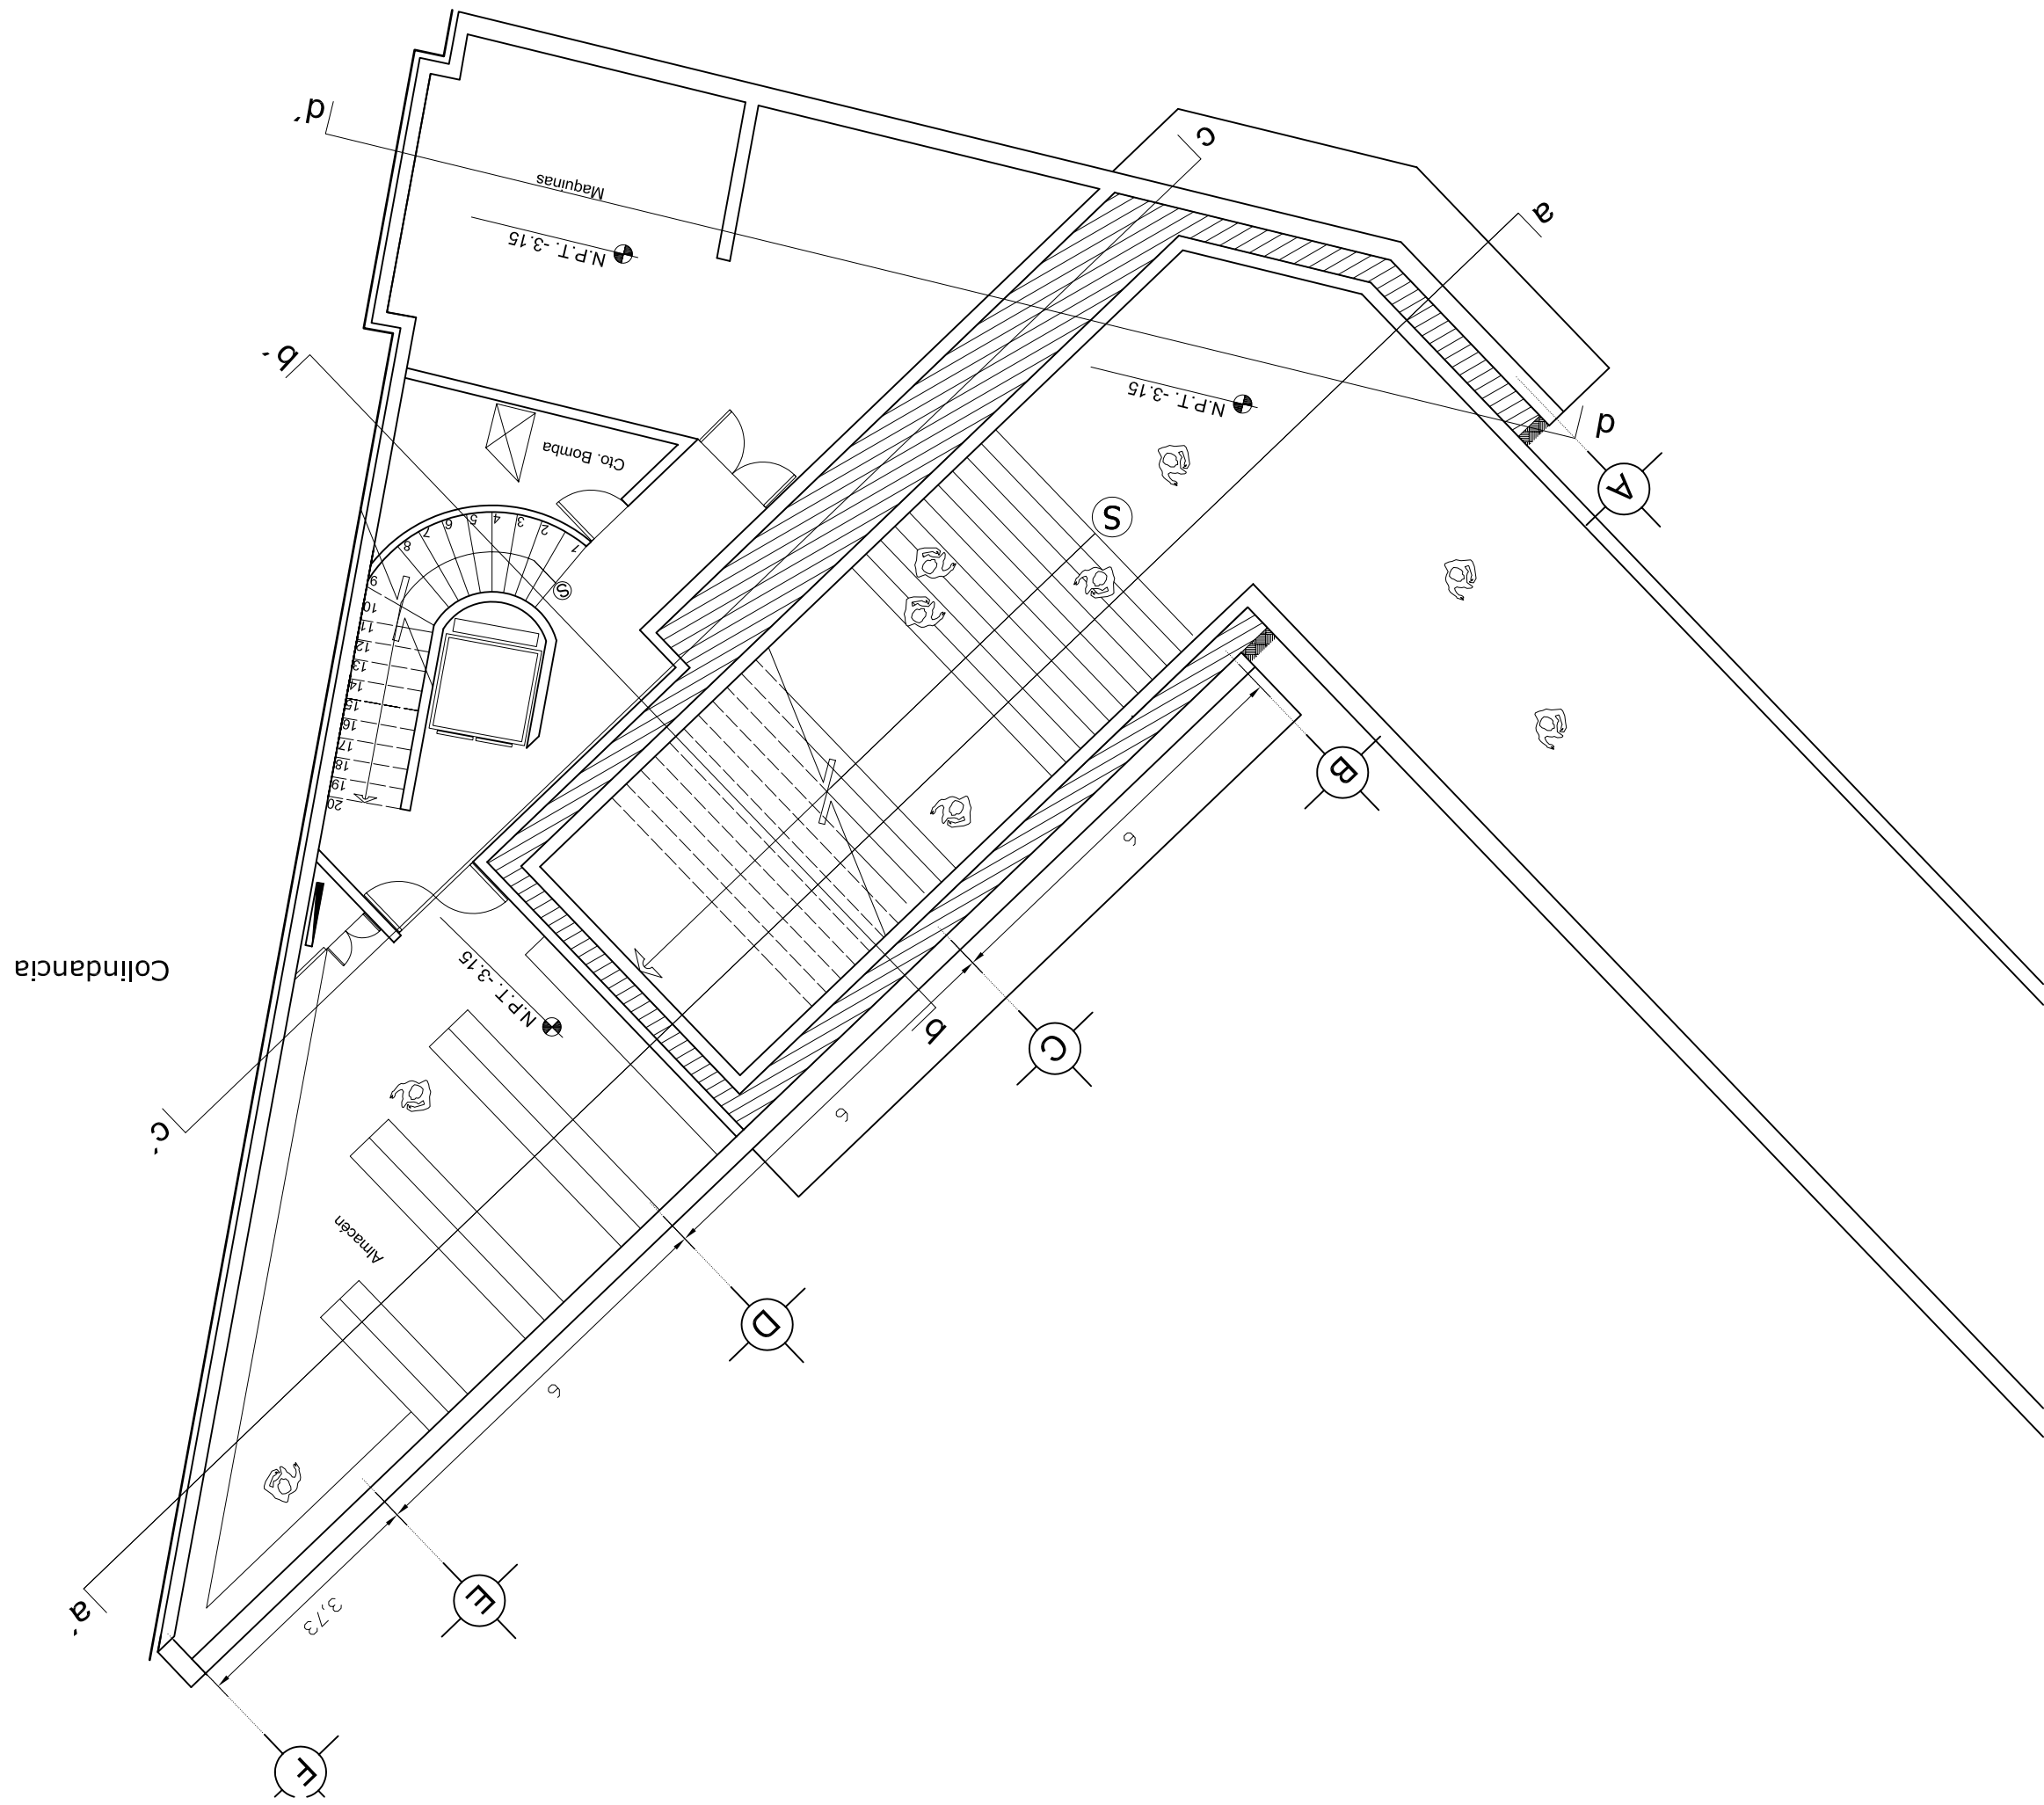 d´
c
a
Maquinas
N.P.T. -3.15
b´
N.P.T. -3.15
d
Cto. Bomba
A
S
1
2
3
4
5
6
7
8
9
10
11
12
13
14
15
16
17
18
19
20
S
B
6
Colindancia
N.P.T. -3.15
b
C
6
c´
Almacén
D
6
a´
E
3,73
F